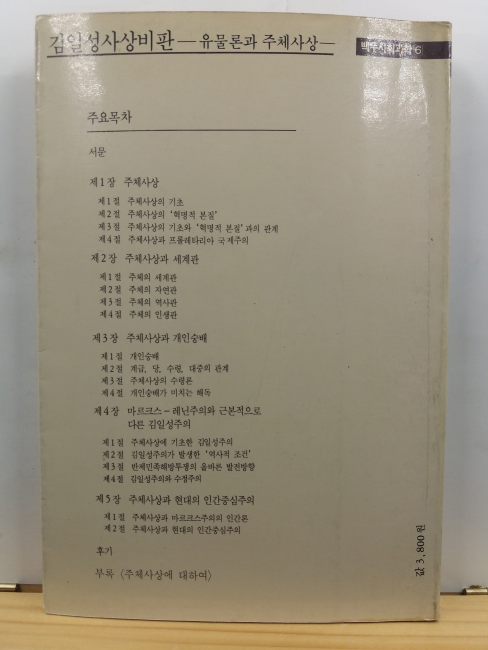 김일성사상비판 — 유물론과 주체사상 —
백두사회과학 6
주요목차
서문
제1장 주체사상
제1절 주체사상의 기초
제2절 주체사상의 '혁명적 본질'
제3절 주체사상의 기초와 '혁명적 본질'과의 관계
제4절 주체사상과 프롤레타리아 국제주의
제2장 주체사상과 세계관
제1절 주체의 세계관
제2절 주체의 자연관
제3절 주체의 역사관
제4절 주체의 인생관
제3장 주체사상과 개인숭배
제1절 개인숭배
제2절 계급, 당, 수령, 대중의 관계
제3절 주체사상의 수령론
제4절 개인숭배가 미치는 해독
제4장 마르크스-레닌주의와 근본적으로
다른 김일성주의
제1절 주체사상에 기초한 김일성주의
제2절 김일성주의가 발생한 '역사적 조건'
제3절 반제민족해방투쟁의 올바른 발전방향
제4절 김일성주의와 수정주의
제5장 주체사상과 현대의 인간중심주의
제1절 주체사상과 마르크스주의의 인간론
제2절 주체사상과 현대의 인간중심주의
후기
부록 〈주체사상에 대하여〉
값 3,800원